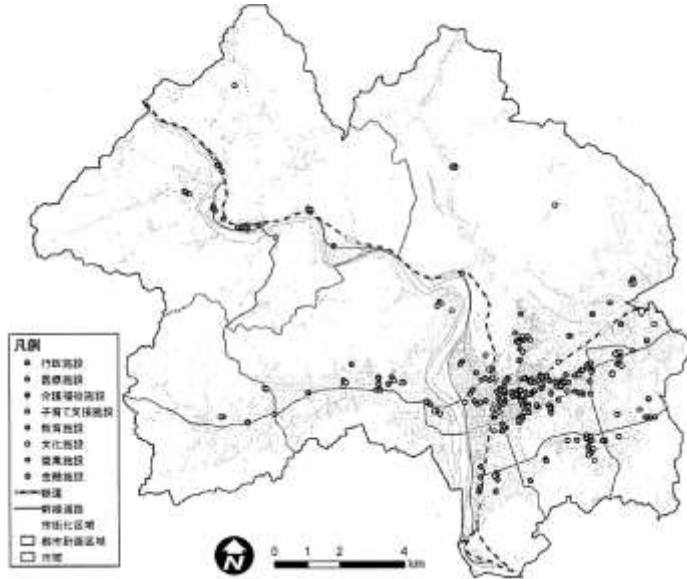 凡例
行政施設
医療施設
介護福祉施設
子育て支援施設
教育施設
文化施設
商業施設
金融施設
鉄道
幹線道路
市街化区域
都市計画区域
市域
N
0 1 2 4
km